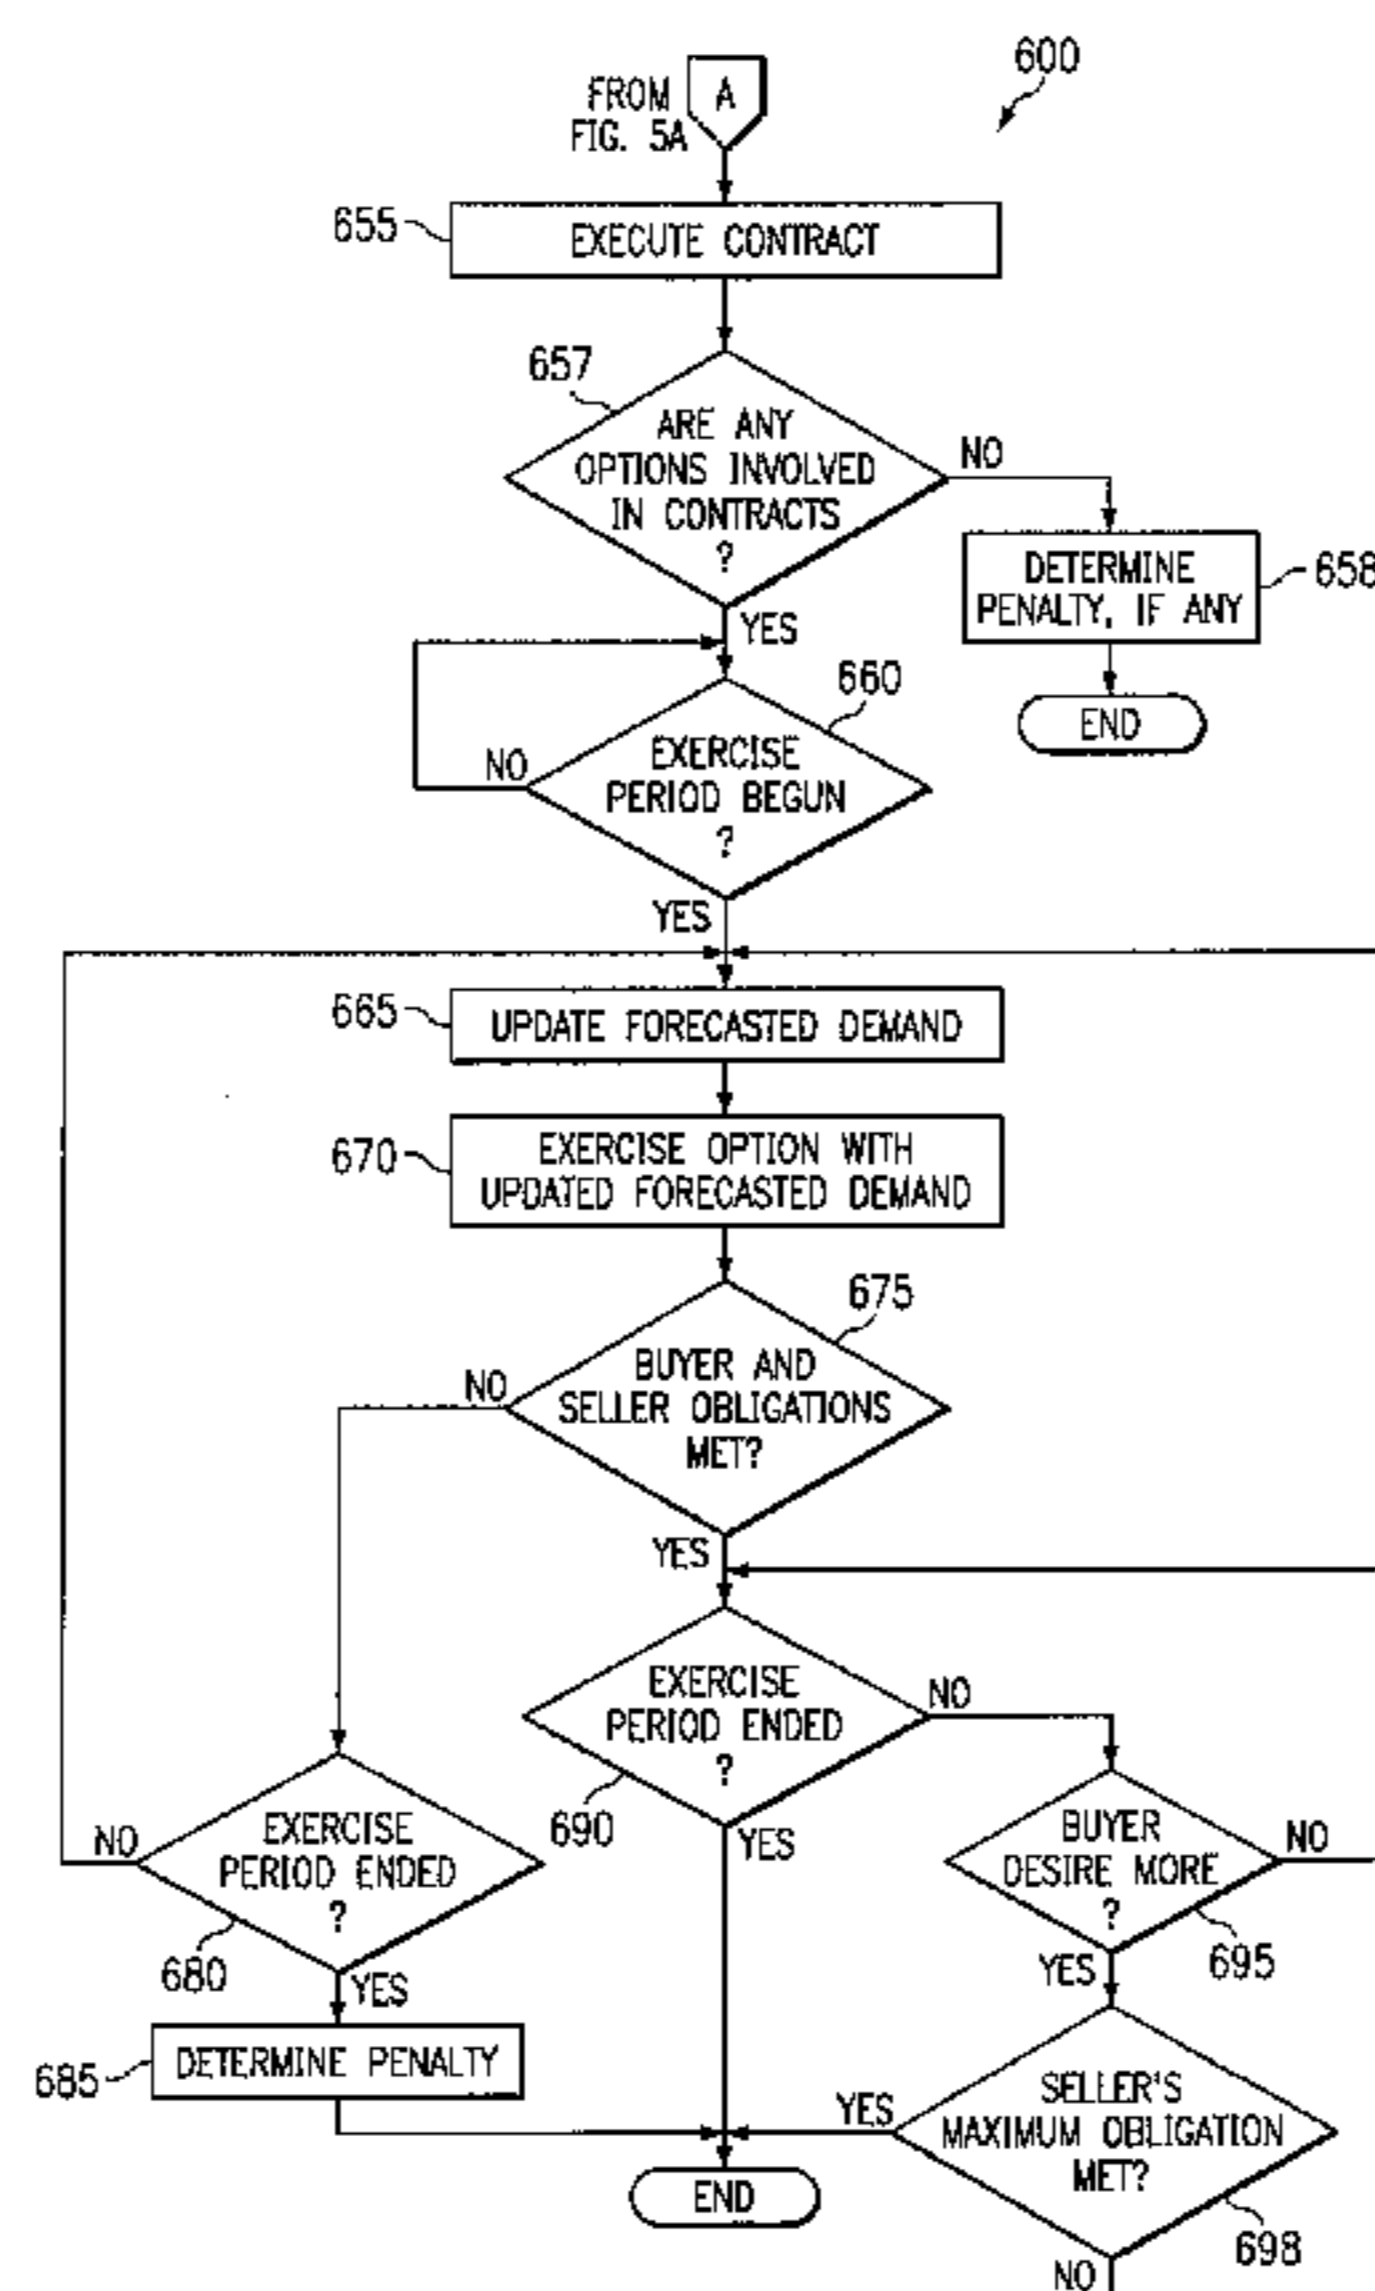 600
FROM
FIG. 5A
A
655
EXECUTE CONTRACT
657
ARE ANY
OPTIONS INVOLVED
IN CONTRACTS
?
NO
YES
DETERMINE
PENALTY, IF ANY
658
END
660
EXERCISE
PERIOD BEGUN
?
NO
YES
665
UPDATE FORECASTED DEMAND
670
EXERCISE OPTION WITH
UPDATED FORECASTED DEMAND
675
BUYER AND
SELLER OBLIGATIONS
MET?
NO
YES
EXERCISE
PERIOD ENDED
?
NO
690
YES
EXERCISE
PERIOD ENDED
?
NO
680
YES
BUYER
DESIRE MORE
?
NO
695
YES
685
DETERMINE PENALTY
SELLER'S
MAXIMUM OBLIGATION
MET?
YES
698
NO
END